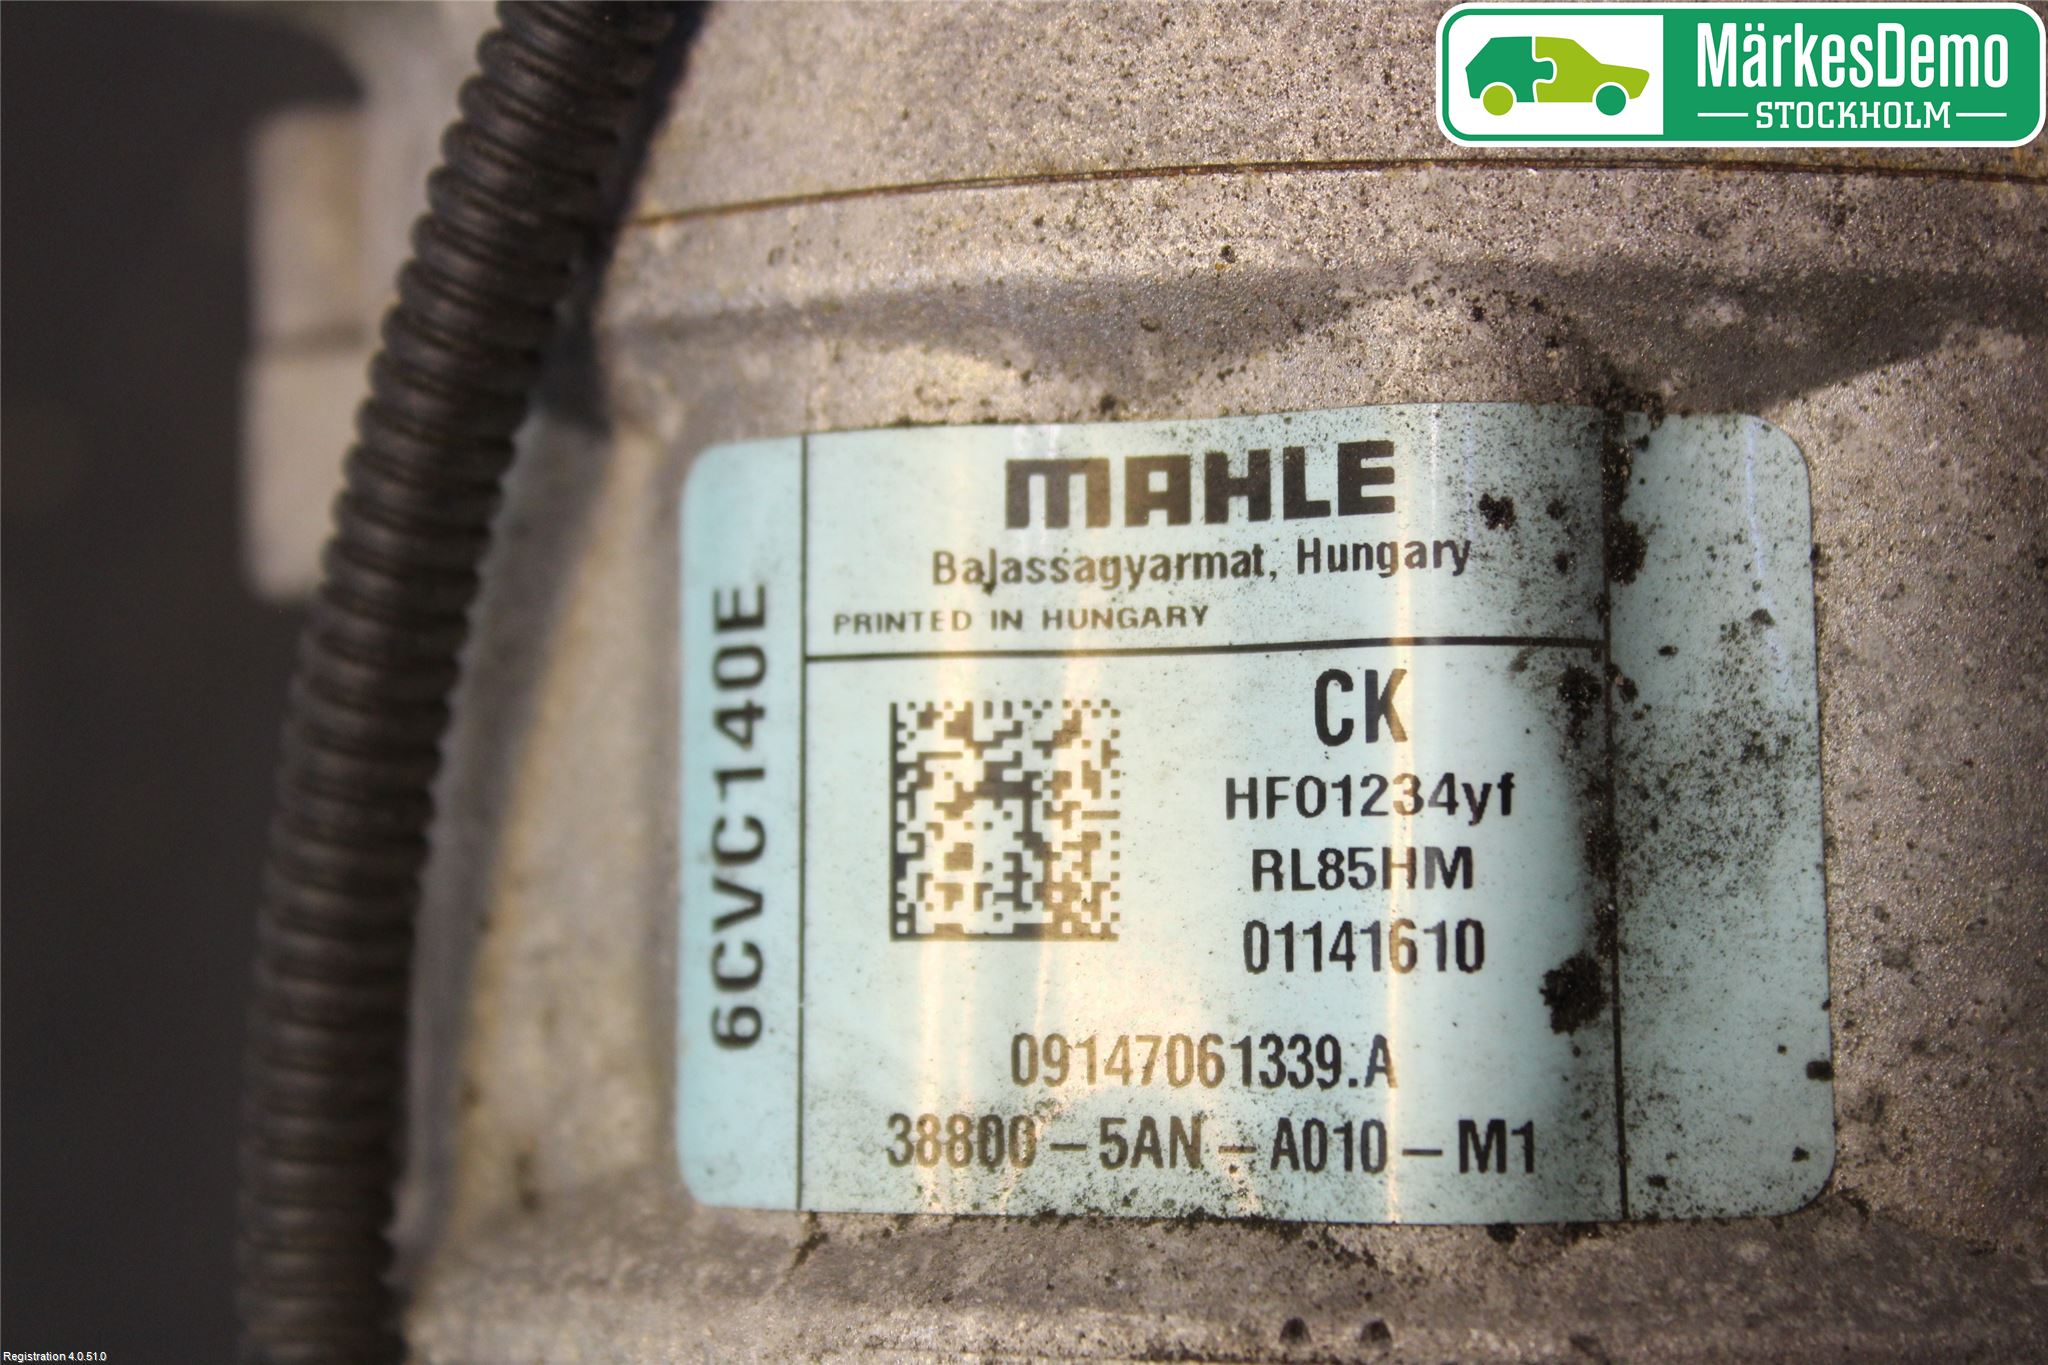 MärkesDemo
STOCKHOLM
MAHLE
Balassagyarmat, Hungary
PRINTED IN HUNGARY
6CVC140E
CK
HFO1234yf
RL85HM
01141610
09147061339.A
38800-5AN-A010-M1
Registration 4.0.51.0